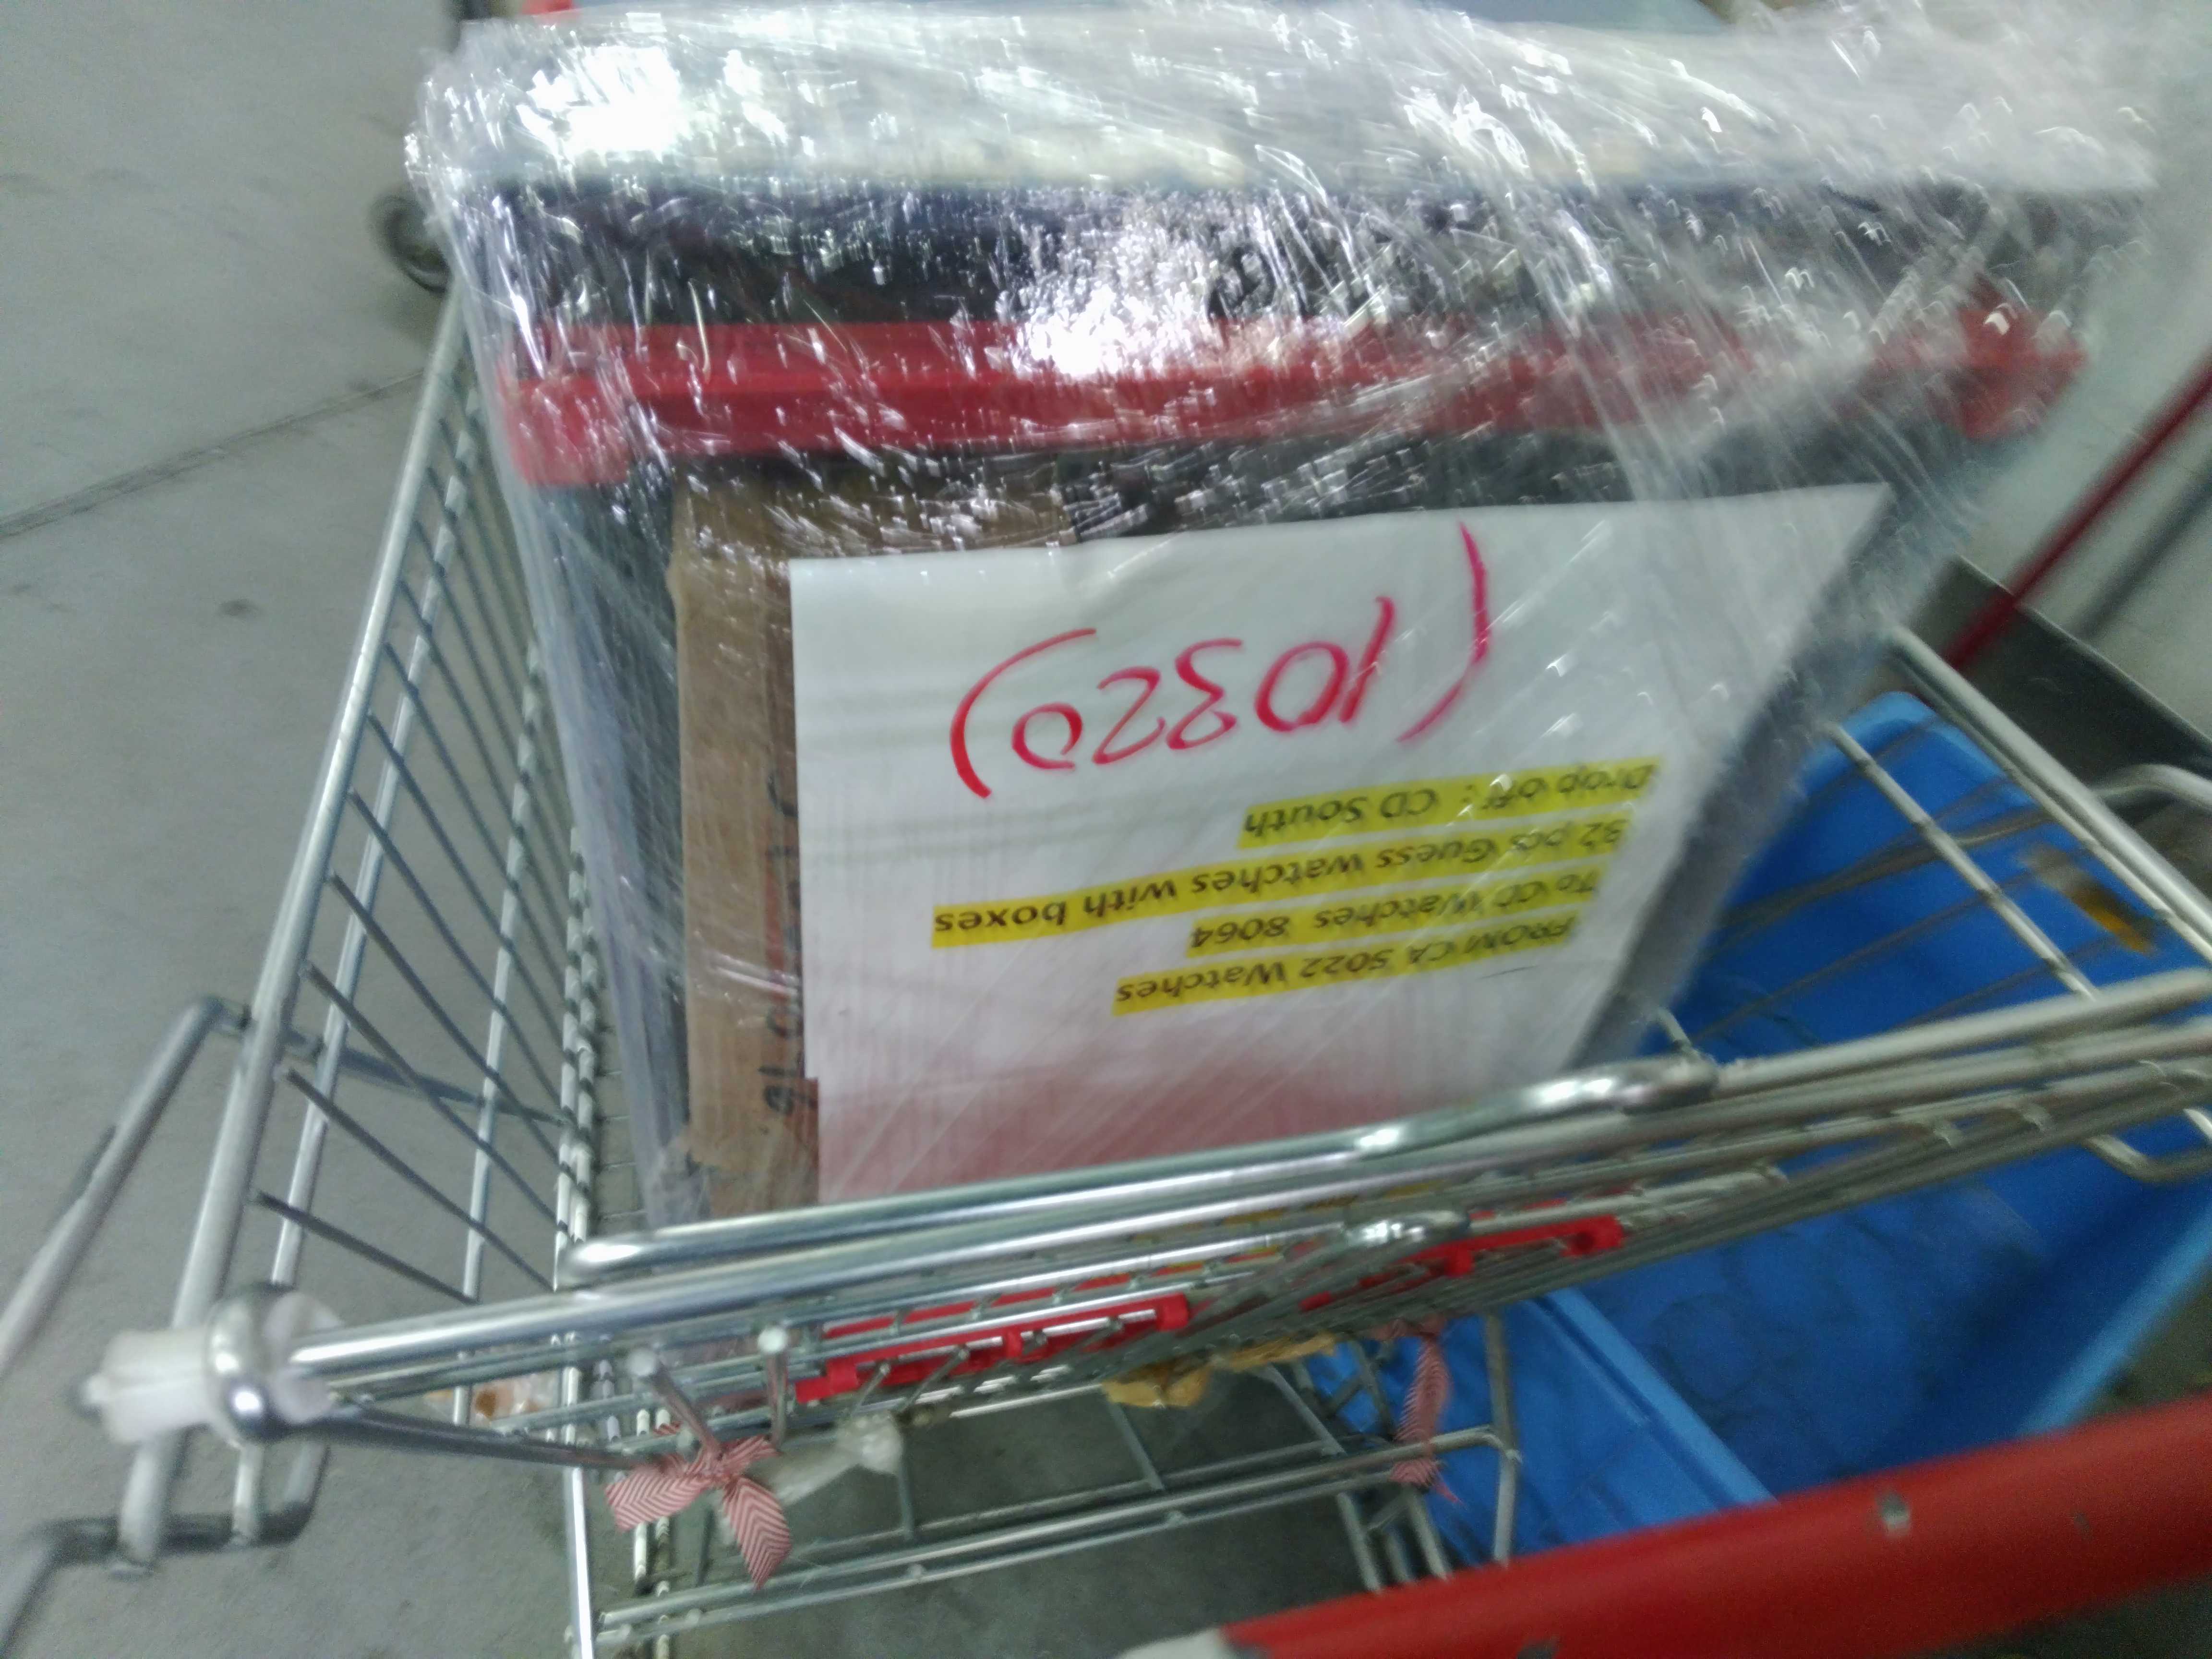 FROM CA 5022 Watches
To CD Watches 8064
32 pcs Guess watches with boxes
Drop off: CD South
(10320)